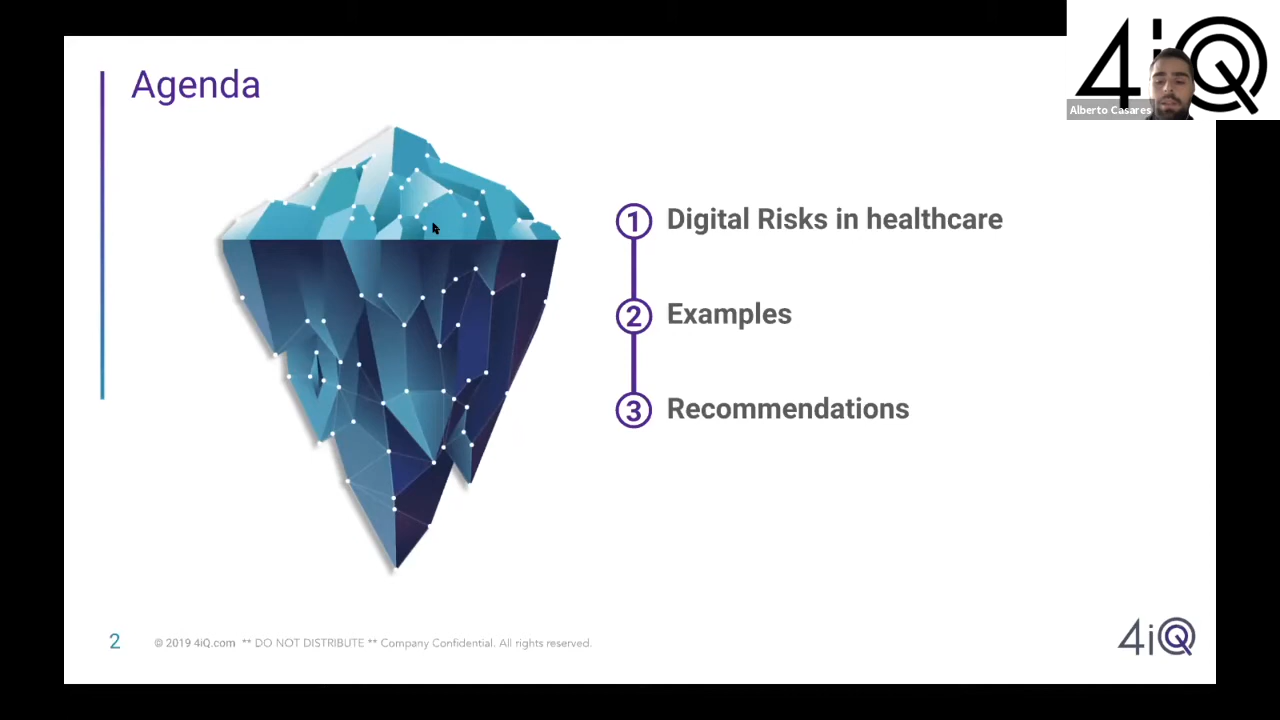 Agenda
4iQ
Alberto Casares
1 Digital Risks in healthcare
2 Examples
3 Recommendations
2 © 2019 4iQ.com ** DO NOT DISTRIBUTE ** Company Confidential. All rights reserved.
4iQ